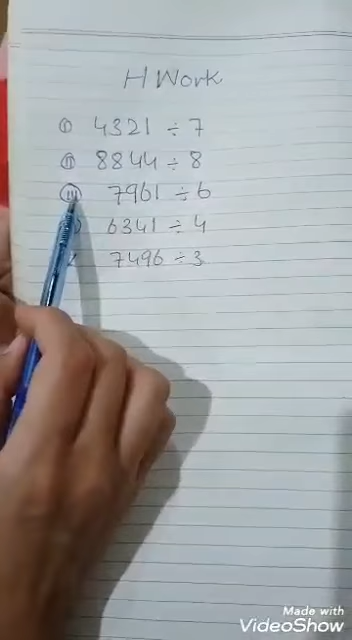 H Work
(i) 4321 ÷ 7
(ii) 8844 ÷ 8
(iii) 7961 ÷ 6
6341 ÷ 4
7496 ÷ 3
Made With
VideoShow